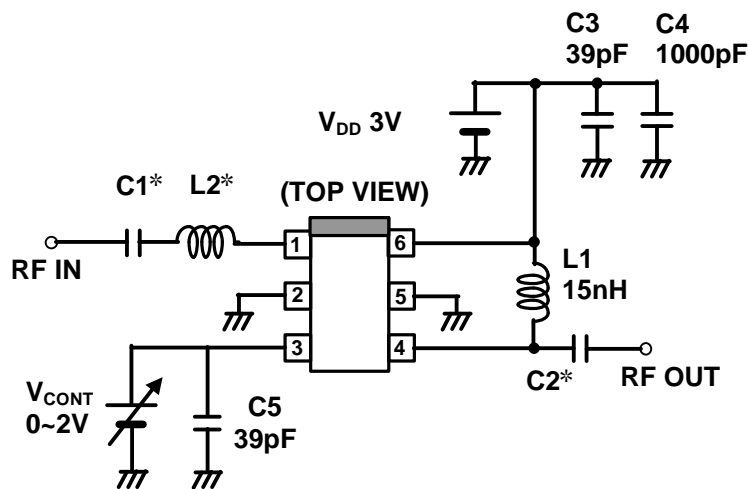 C3
39pF
C4
1000pF
VDD 3V
C1* L2*
(TOP VIEW)
RF IN
1
6
2
5
3
4
L1
15nH
C2*
RF OUT
VCONT
0~2V
C5
39pF